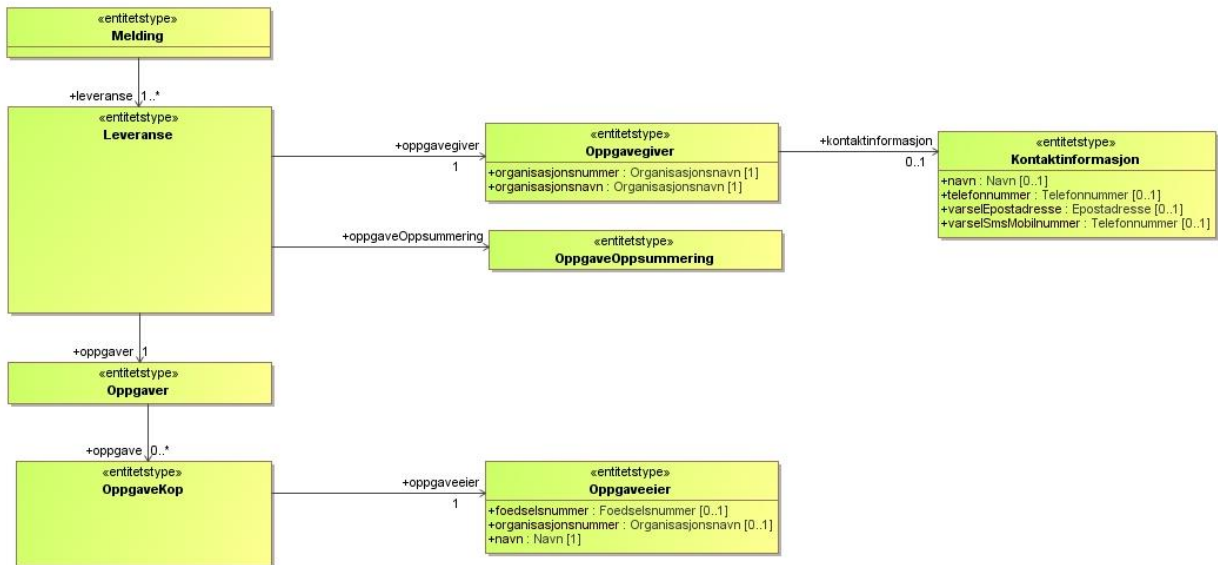 «entitetstype»
Melding
+leveranse 1..*
«entitetstype»
Leveranse
+oppgavegiver
1
«entitetstype»
Oppgavegiver
+organisasjonsnummer : Organisasjonsnavn [1]
+organisasjonsnavn : Organisasjonsnavn [1]
+kontaktinformasjon
0..1
«entitetstype»
Kontaktinformasjon
+navn : Navn [0..1]
+telefonnummer : Telefonnummer [0..1]
+varselEpostadresse : Epostadresse [0..1]
+varselSmsMobilnummer : Telefonnummer [0..1]
+oppgaveOppsummering
«entitetstype»
OppgaveOppsummering
+oppgaver 1
«entitetstype»
Oppgaver
+oppgave 0..*
«entitetstype»
OppgaveKop
+oppgaveeier
1
«entitetstype»
Oppgaveeier
+foedselsnummer : Foedselsnummer [0..1]
+organisasjonsnummer : Organisasjonsnavn [0..1]
+navn : Navn [1]